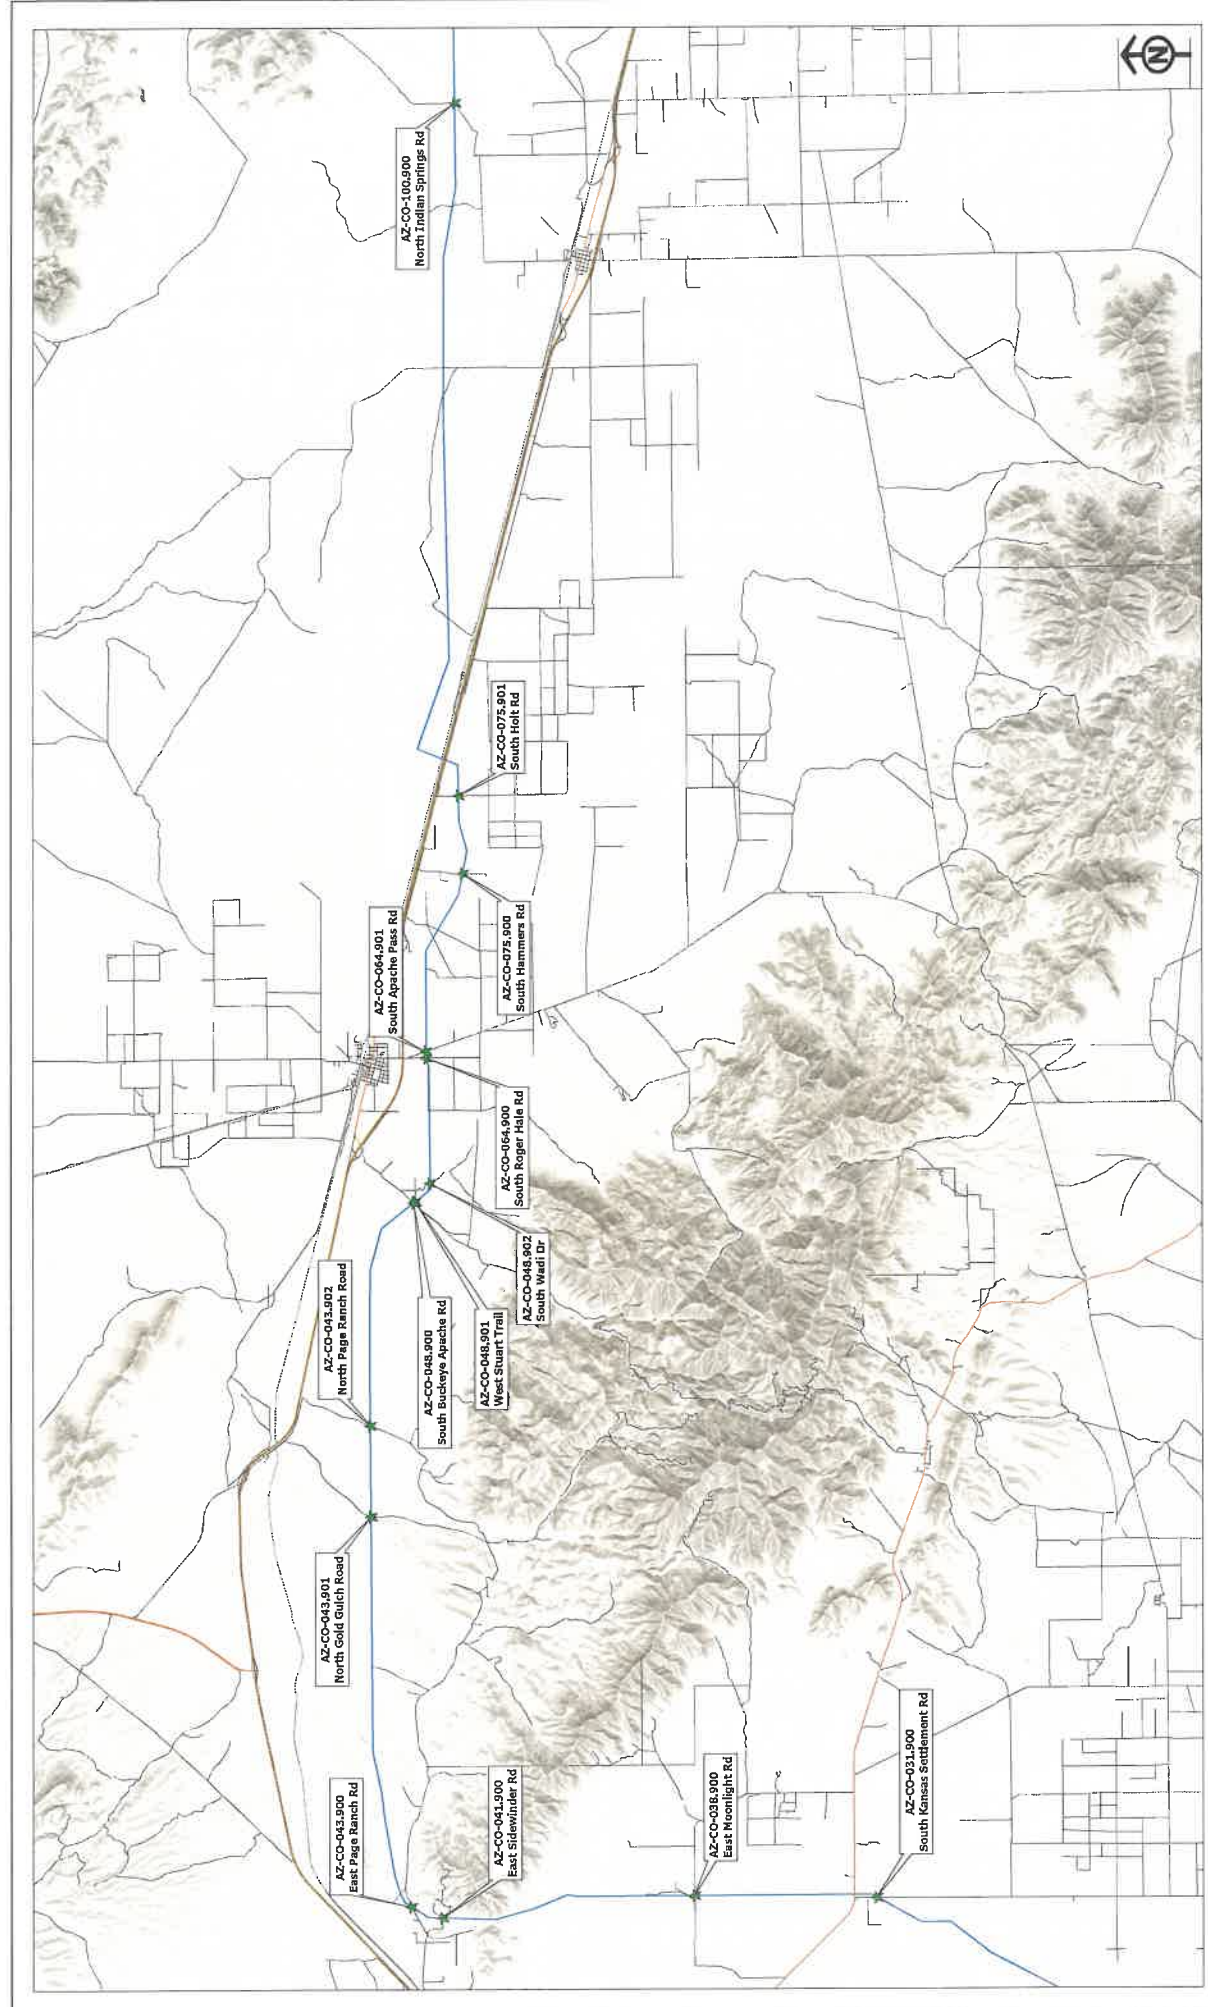 N
AZ-CO-100.900
North Indian Springs Rd
AZ-CO-075.901
South Holt Rd
AZ-CO-064.901
South Apache Pass Rd
AZ-CO-075.900
South Hammers Rd
AZ-CO-064.900
South Roger Hale Rd
AZ-CO-048.902
South Wadi Dr
AZ-CO-043.902
North Page Ranch Road
AZ-CO-048.900
South Buckeye Apache Rd
AZ-CO-048.901
West Stuart Trail
AZ-CO-043.901
North Gold Gulch Road
AZ-CO-043.900
East Page Ranch Rd
AZ-CO-041.900
East Sidewinder Rd
AZ-CO-038.900
East Moonlight Rd
AZ-CO-031.900
South Kansas Settlement Rd